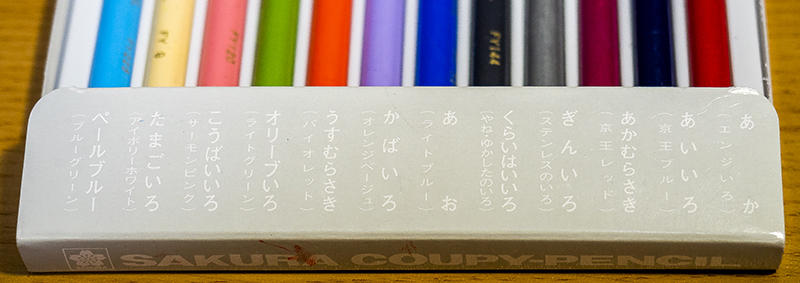 FY144
あか
(エンジいろ)
あいいろ
(京王ブルー)
あかむらさき
(京王レッド)
ぎんいろ
(ステンレスのいろ)
くらいはいいろ
(やねゆかしたのいろ)
あお
(ライトブルー)
かばいろ
(オレンジベージュ)
うすむらさき
(バイオレット)
オリーブいろ
(ライトグリーン)
こうばいいろ
(サーモンピンク)
たまごいろ
(アイボリーホワイト)
ペールブルー
(ブルーグリーン)
SAKURA COUPY-PENCIL